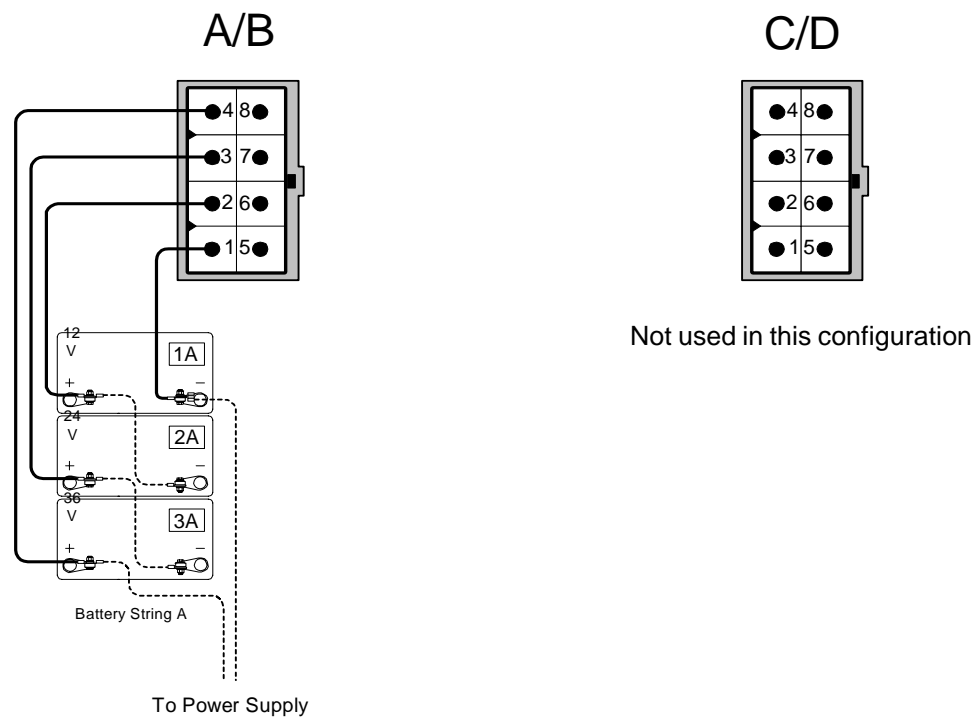 A/B
C/D
4 8
3 7
2 6
1 5
4 8
3 7
2 6
1 5
Not used in this configuration
12
V
1A
+ −
24
V
2A
+ −
36
V
3A
+ −
Battery String A
To Power Supply